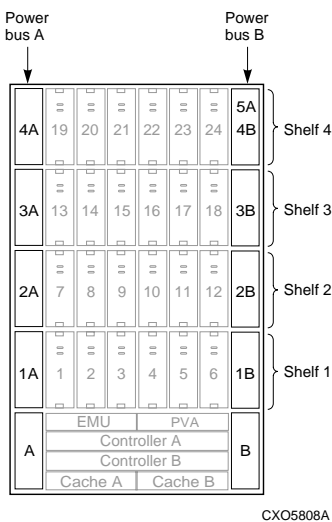 Power bus A
Power bus B
4A 19 20 21 22 23 24 5A 4B Shelf 4
3A 13 14 15 16 17 18 3B Shelf 3
2A 7 8 9 10 11 12 2B Shelf 2
1A 1 2 3 4 5 6 1B Shelf 1
A
EMU PVA
Controller A
Controller B
Cache A Cache B
B
CXO5808A